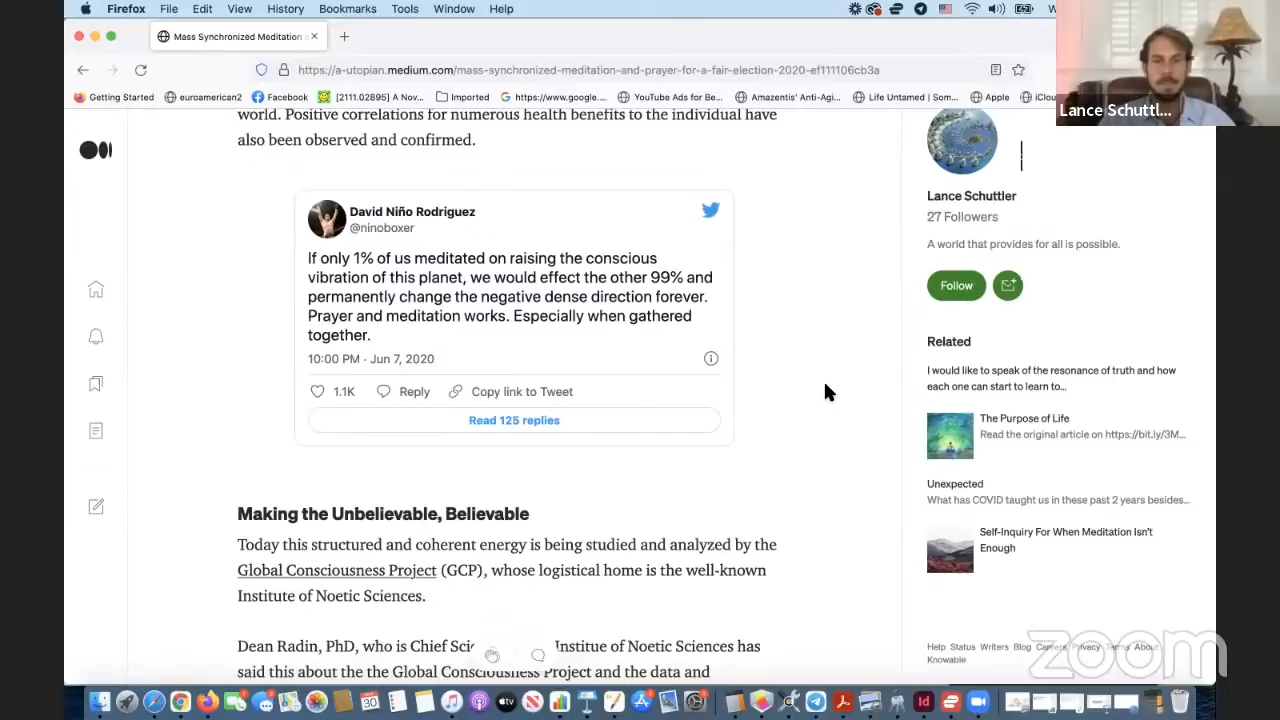 Firefox File Edit View History Bookmarks Tools Window Help
Mass Synchronized Meditation
https://a-utopian.medium.com/mass-synchronized-meditation-and-prayer-for-a-fair-election-2020-ef111106cb3a
Getting Started euroamerican2 Facebook [2111.02895] A Nov... Imported https://www.google.... YouTube Ads for Be... Amazentis' Anti-Agi... Life Untamed | Som... Apple
Lance Schuttl...
world. Positive correlations for numerous health benefits to the individual have
also been observed and confirmed.
David Niño Rodriguez
@ninoboxer
If only 1% of us meditated on raising the conscious
vibration of this planet, we would effect the other 99% and
permanently change the negative dense direction forever.
Prayer and meditation works. Especially when gathered
together.
10:00 PM · Jun 7, 2020
1.1K Reply Copy link to Tweet
Read 125 replies
Making the Unbelievable, Believable
Today this structured and coherent energy is being studied and analyzed by the
Global Consciousness Project (GCP), whose logistical home is the well-known
Institute of Noetic Sciences.
Dean Radin, PhD, who is Chief Institue of Noetic Sciences has
said this about the the Global Consciousness Project and the data and
Lance Schuttler
27 Followers
A world that provides for all is possible.
Follow
Related
I would like to speak of the resonance of truth and how
each one can start to learn to...
The Purpose of Life
Read the original article on https://bit.ly/3M...
Unexpected
What has COVID taught us in these past 2 years besides...
Self-Inquiry For When Meditation Isn't
Enough
Help Status Writers Blog Careers Privacy Terms About
Knowable
zoom